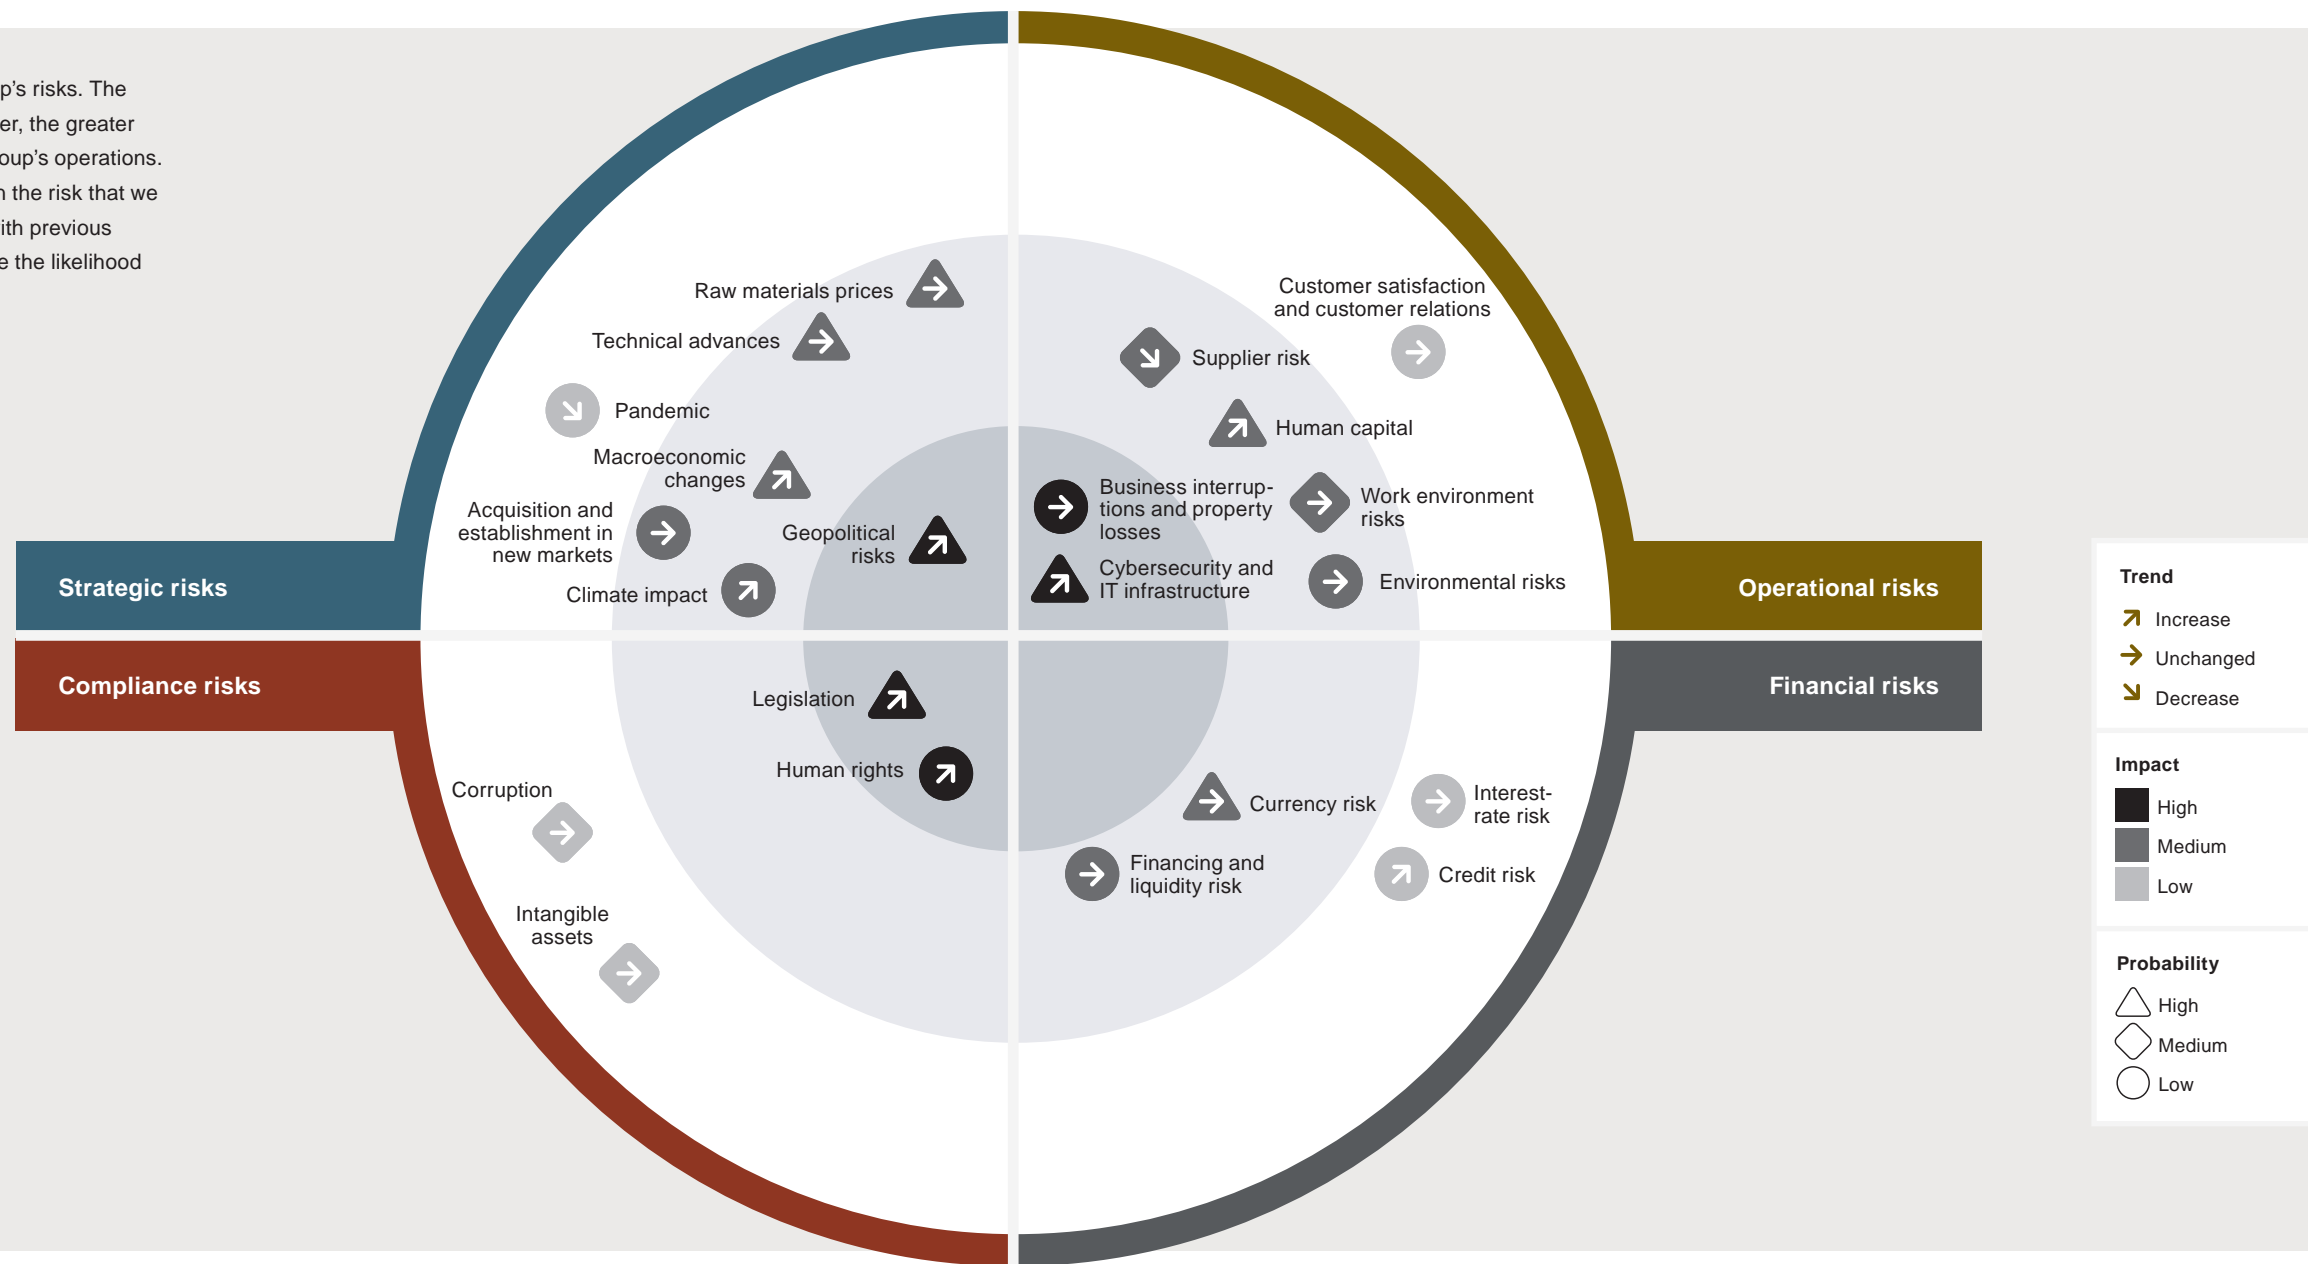 p's risks. The
er, the greater
oup's operations.
n the risk that we
ith previous
e the likelihood
Raw materials prices
Technical advances
Pandemic
Macroeconomic
changes
Acquisition and
establishment in
new markets
Geopolitical
risks
Climate impact
Strategic risks
Customer satisfaction
and customer relations
Supplier risk
Human capital
Business interrup-
tions and property
losses
Work environment
risks
Cybersecurity and
IT infrastructure
Environmental risks
Operational risks
Compliance risks
Legislation
Human rights
Corruption
Intangible
assets
Financial risks
Currency risk
Interest-
rate risk
Financing and
liquidity risk
Credit risk
Trend
Increase
Unchanged
Decrease
Impact
High
Medium
Low
Probability
High
Medium
Low